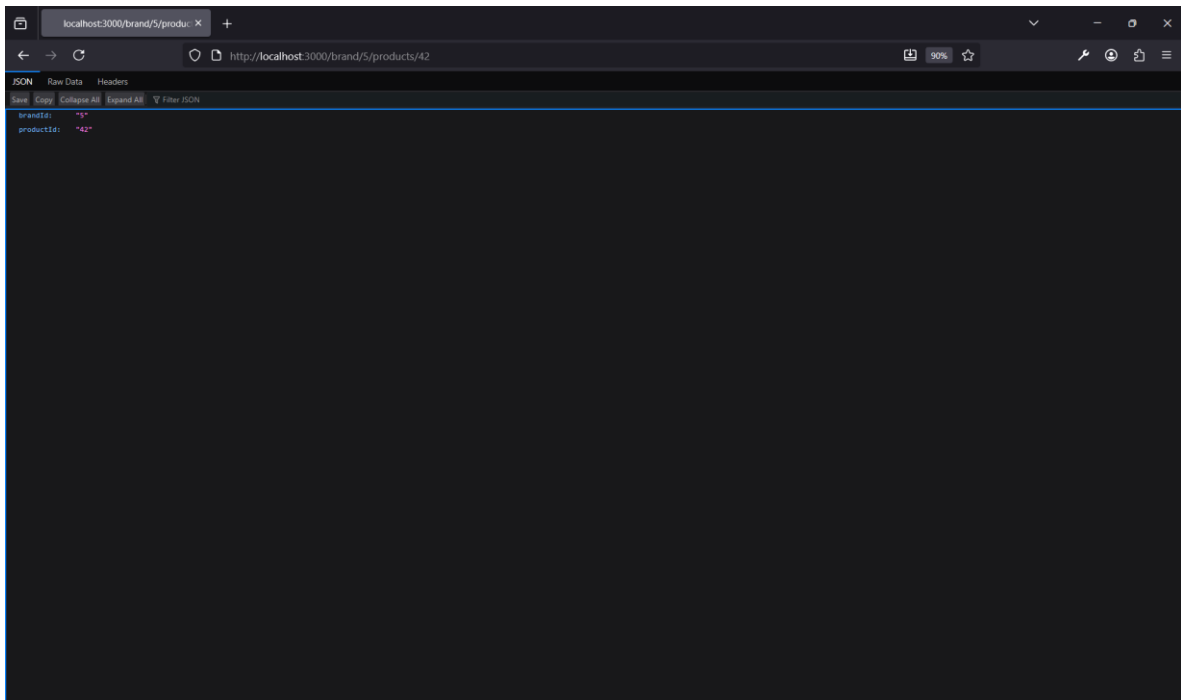 localhost:3000/brand/5/produc
http://localhost:3000/brand/5/products/42
90%
JSON Raw Data Headers
Save Copy Collapse All Expand All Filter JSON
brandId: "5"
productId: "42"